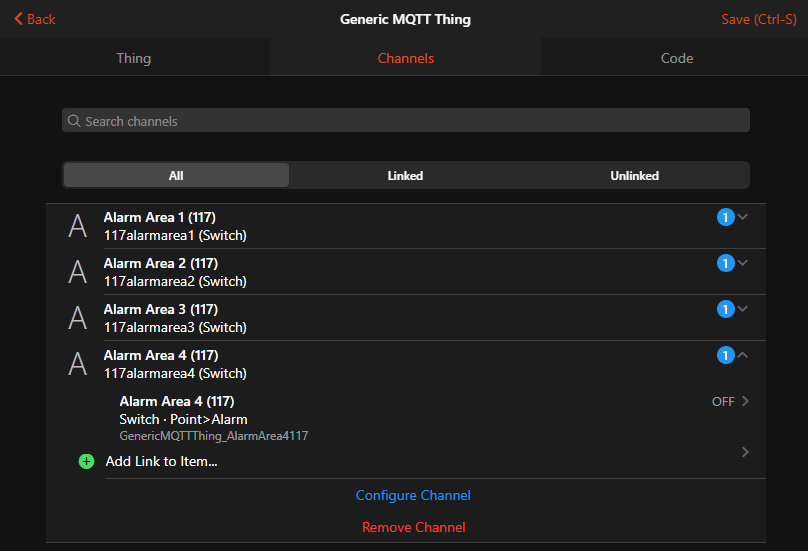 Back
Generic MQTT Thing
Save (Ctrl-S)
Thing
Channels
Code
Search channels
All
Linked
Unlinked
A
Alarm Area 1 (117)
1
117alarmarea1 (Switch)
A
Alarm Area 2 (117)
1
117alarmarea2 (Switch)
A
Alarm Area 3 (117)
1
117alarmarea3 (Switch)
A
Alarm Area 4 (117)
1
117alarmarea4 (Switch)
Alarm Area 4 (117)
OFF
Switch · Point>Alarm
GenericMQTTThing_AlarmArea4117
Add Link to Item...
Configure Channel
Remove Channel